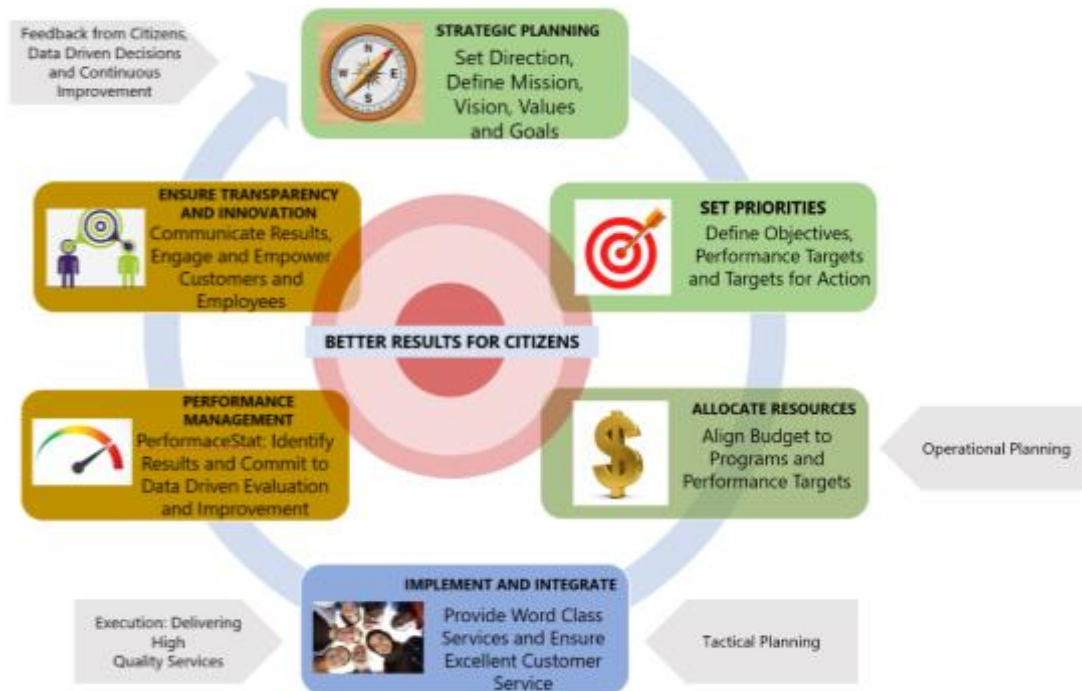 Feedback from Citizens,
Data Driven Decisions
and Continuous
Improvement
STRATEGIC PLANNING
Set Direction,
Define Mission,
Vision, Values
and Goals
N
W
E
S
ENSURE TRANSPARENCY
AND INNOVATION
Communicate Results,
Engage and Empower
Customers and
Employees
SET PRIORITIES
Define Objectives,
Performance Targets
and Targets for Action
BETTER RESULTS FOR CITIZENS
PERFORMANCE
MANAGEMENT
PerformaceStat: Identify
Results and Commit to
Data Driven Evaluation
and Improvement
ALLOCATE RESOURCES
Align Budget to
Programs and
Performance Targets
$
Operational Planning
IMPLEMENT AND INTEGRATE
Provide Word Class
Services and Ensure
Excellent Customer
Service
Execution: Delivering
High
Quality Services
Tactical Planning